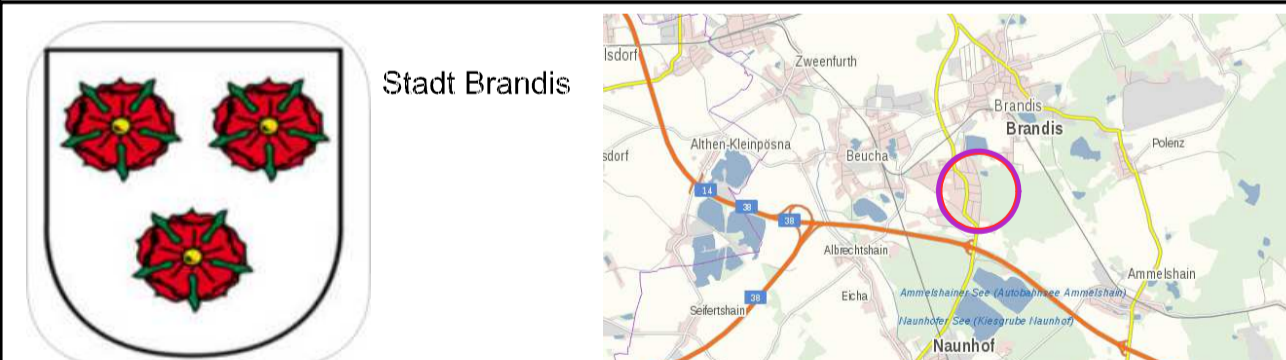 Stadt Brandis
lsdorf
Zweenfurth
Brandis
Brandis
Althen-Kleinpösna
Polenz
sdorf
Beucha
14
38
38
Albrechtshain
Ammelshain
Eicha
Ammelshainer See (Autobahnsee Ammelshain)
38
Seifertshain
Naunhofer See (Kiesgrube Naunhof)
Naunhof